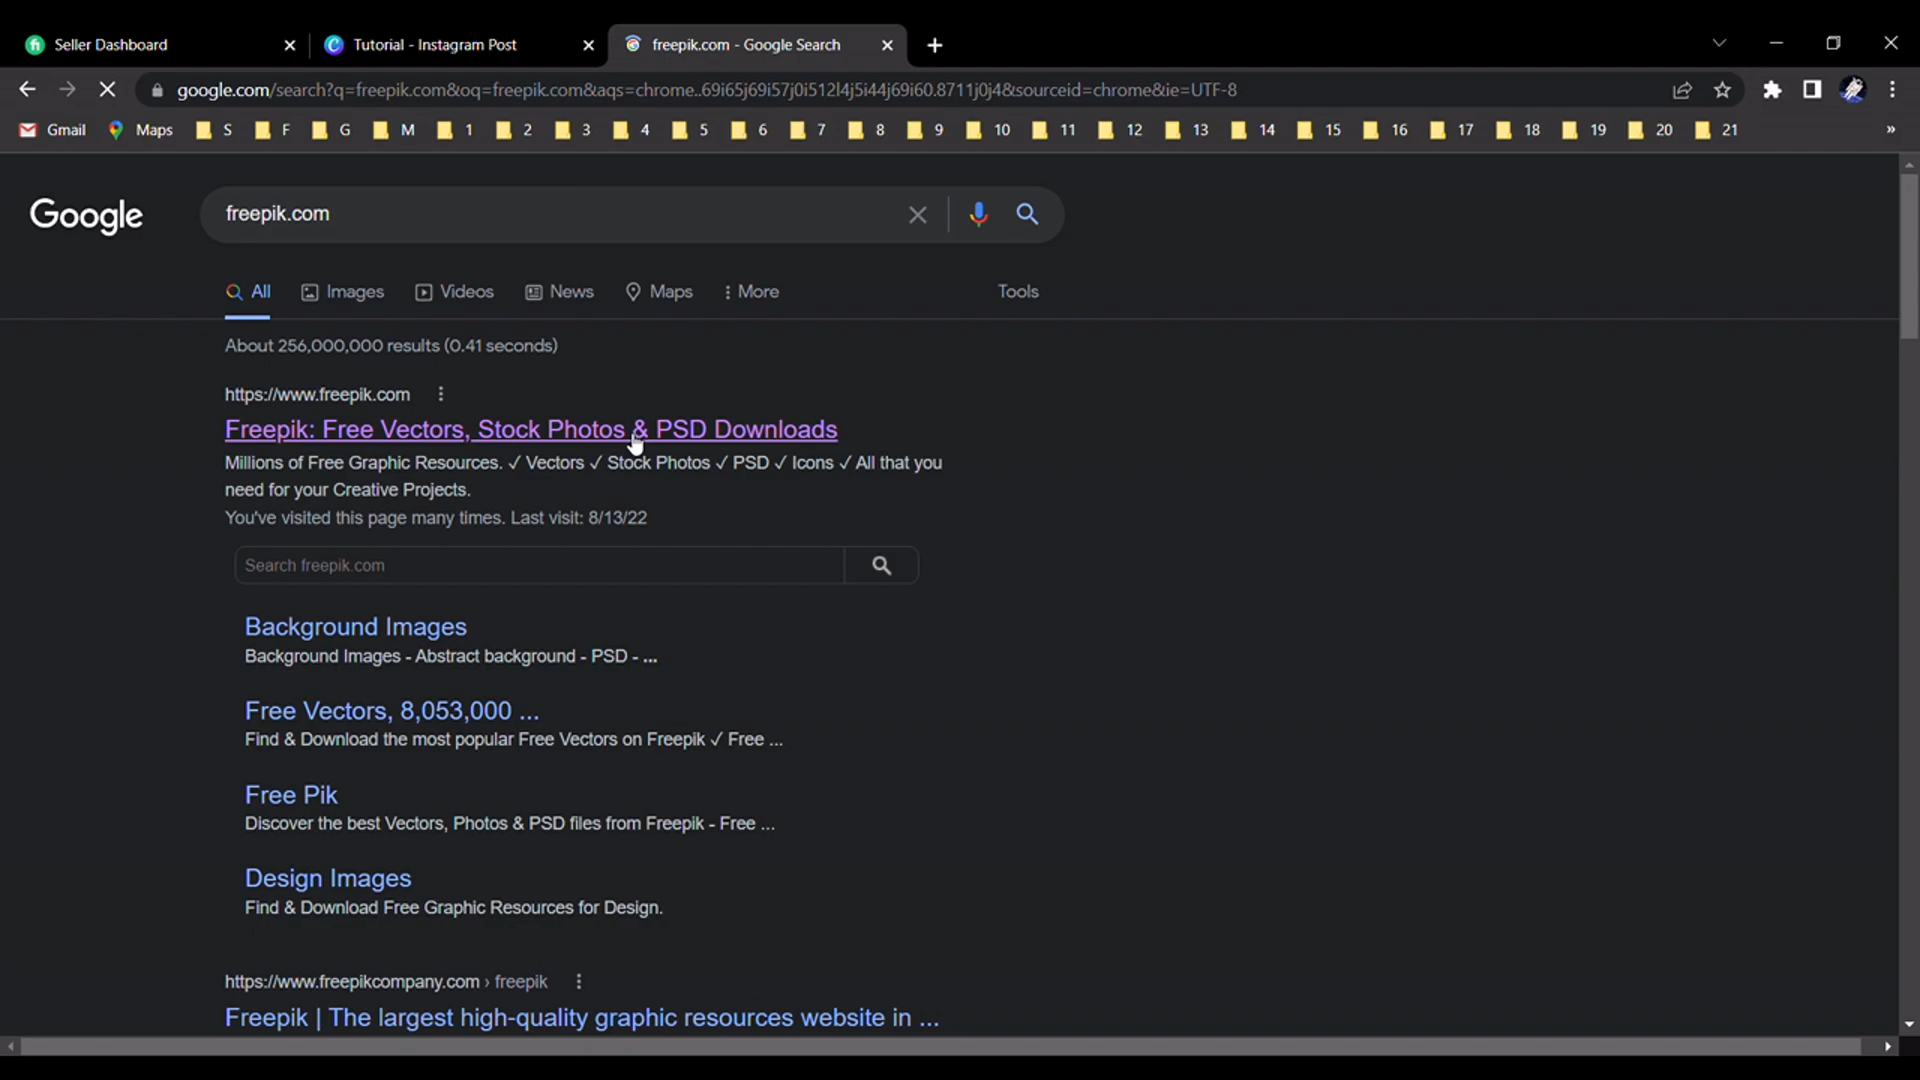 Seller Dashboard
Tutorial - Instagram Post
freepik.com - Google Search
google.com/search?q=freepik.com&oq=freepik.com&aqs=chrome..69i65j69i57j0i512l4j5i44j69i60.8711j0j4&sourceid=chrome&ie=UTF-8
Gmail Maps S F G M 1 2 3 4 5 6 7 8 9 10 11 12 13 14 15 16 17 18 19 20 21 »
Google
freepik.com
All Images Videos News Maps More Tools
About 256,000,000 results (0.41 seconds)
https://www.freepik.com
Freepik: Free Vectors, Stock Photos & PSD Downloads
Millions of Free Graphic Resources. ✓ Vectors ✓ Stock Photos ✓ PSD ✓ Icons ✓ All that you
need for your Creative Projects.
You've visited this page many times. Last visit: 8/13/22
Search freepik.com
Background Images
Background Images - Abstract background - PSD - ...
Free Vectors, 8,053,000 ...
Find & Download the most popular Free Vectors on Freepik ✓ Free ...
Free Pik
Discover the best Vectors, Photos & PSD files from Freepik - Free ...
Design Images
Find & Download Free Graphic Resources for Design.
https://www.freepikcompany.com › freepik
Freepik | The largest high-quality graphic resources website in ...